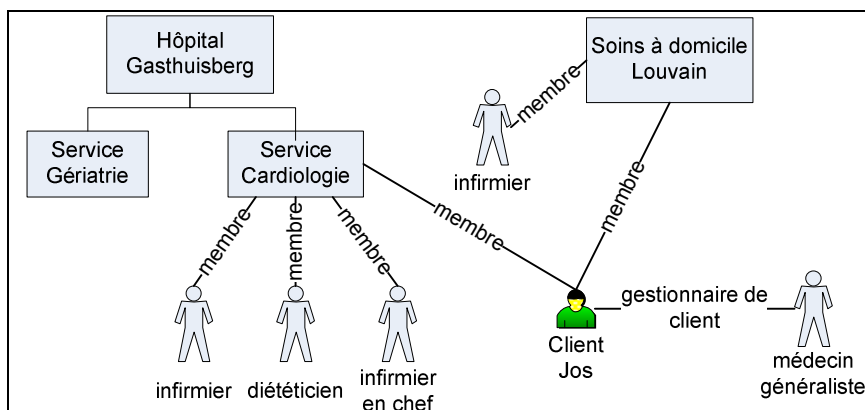 Hôpital
Gasthuisberg
Soins à domicile
Louvain
membre
infirmier
Service
Gériatrie
Service
Cardiologie
membre
membre
membre
membre
membre
gestionnaire de
client
Client
Jos
médecin
généraliste
infirmier
diététicien
infirmier
en chef